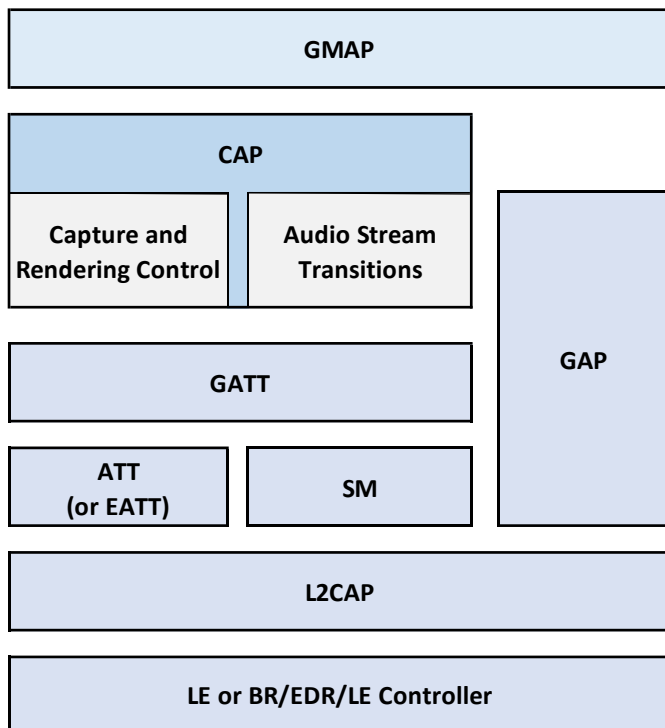 GMAP
CAP
Capture and
Rendering Control
Audio Stream
Transitions
GAP
GATT
ATT
(or EATT)
SM
L2CAP
LE or BR/EDR/LE Controller